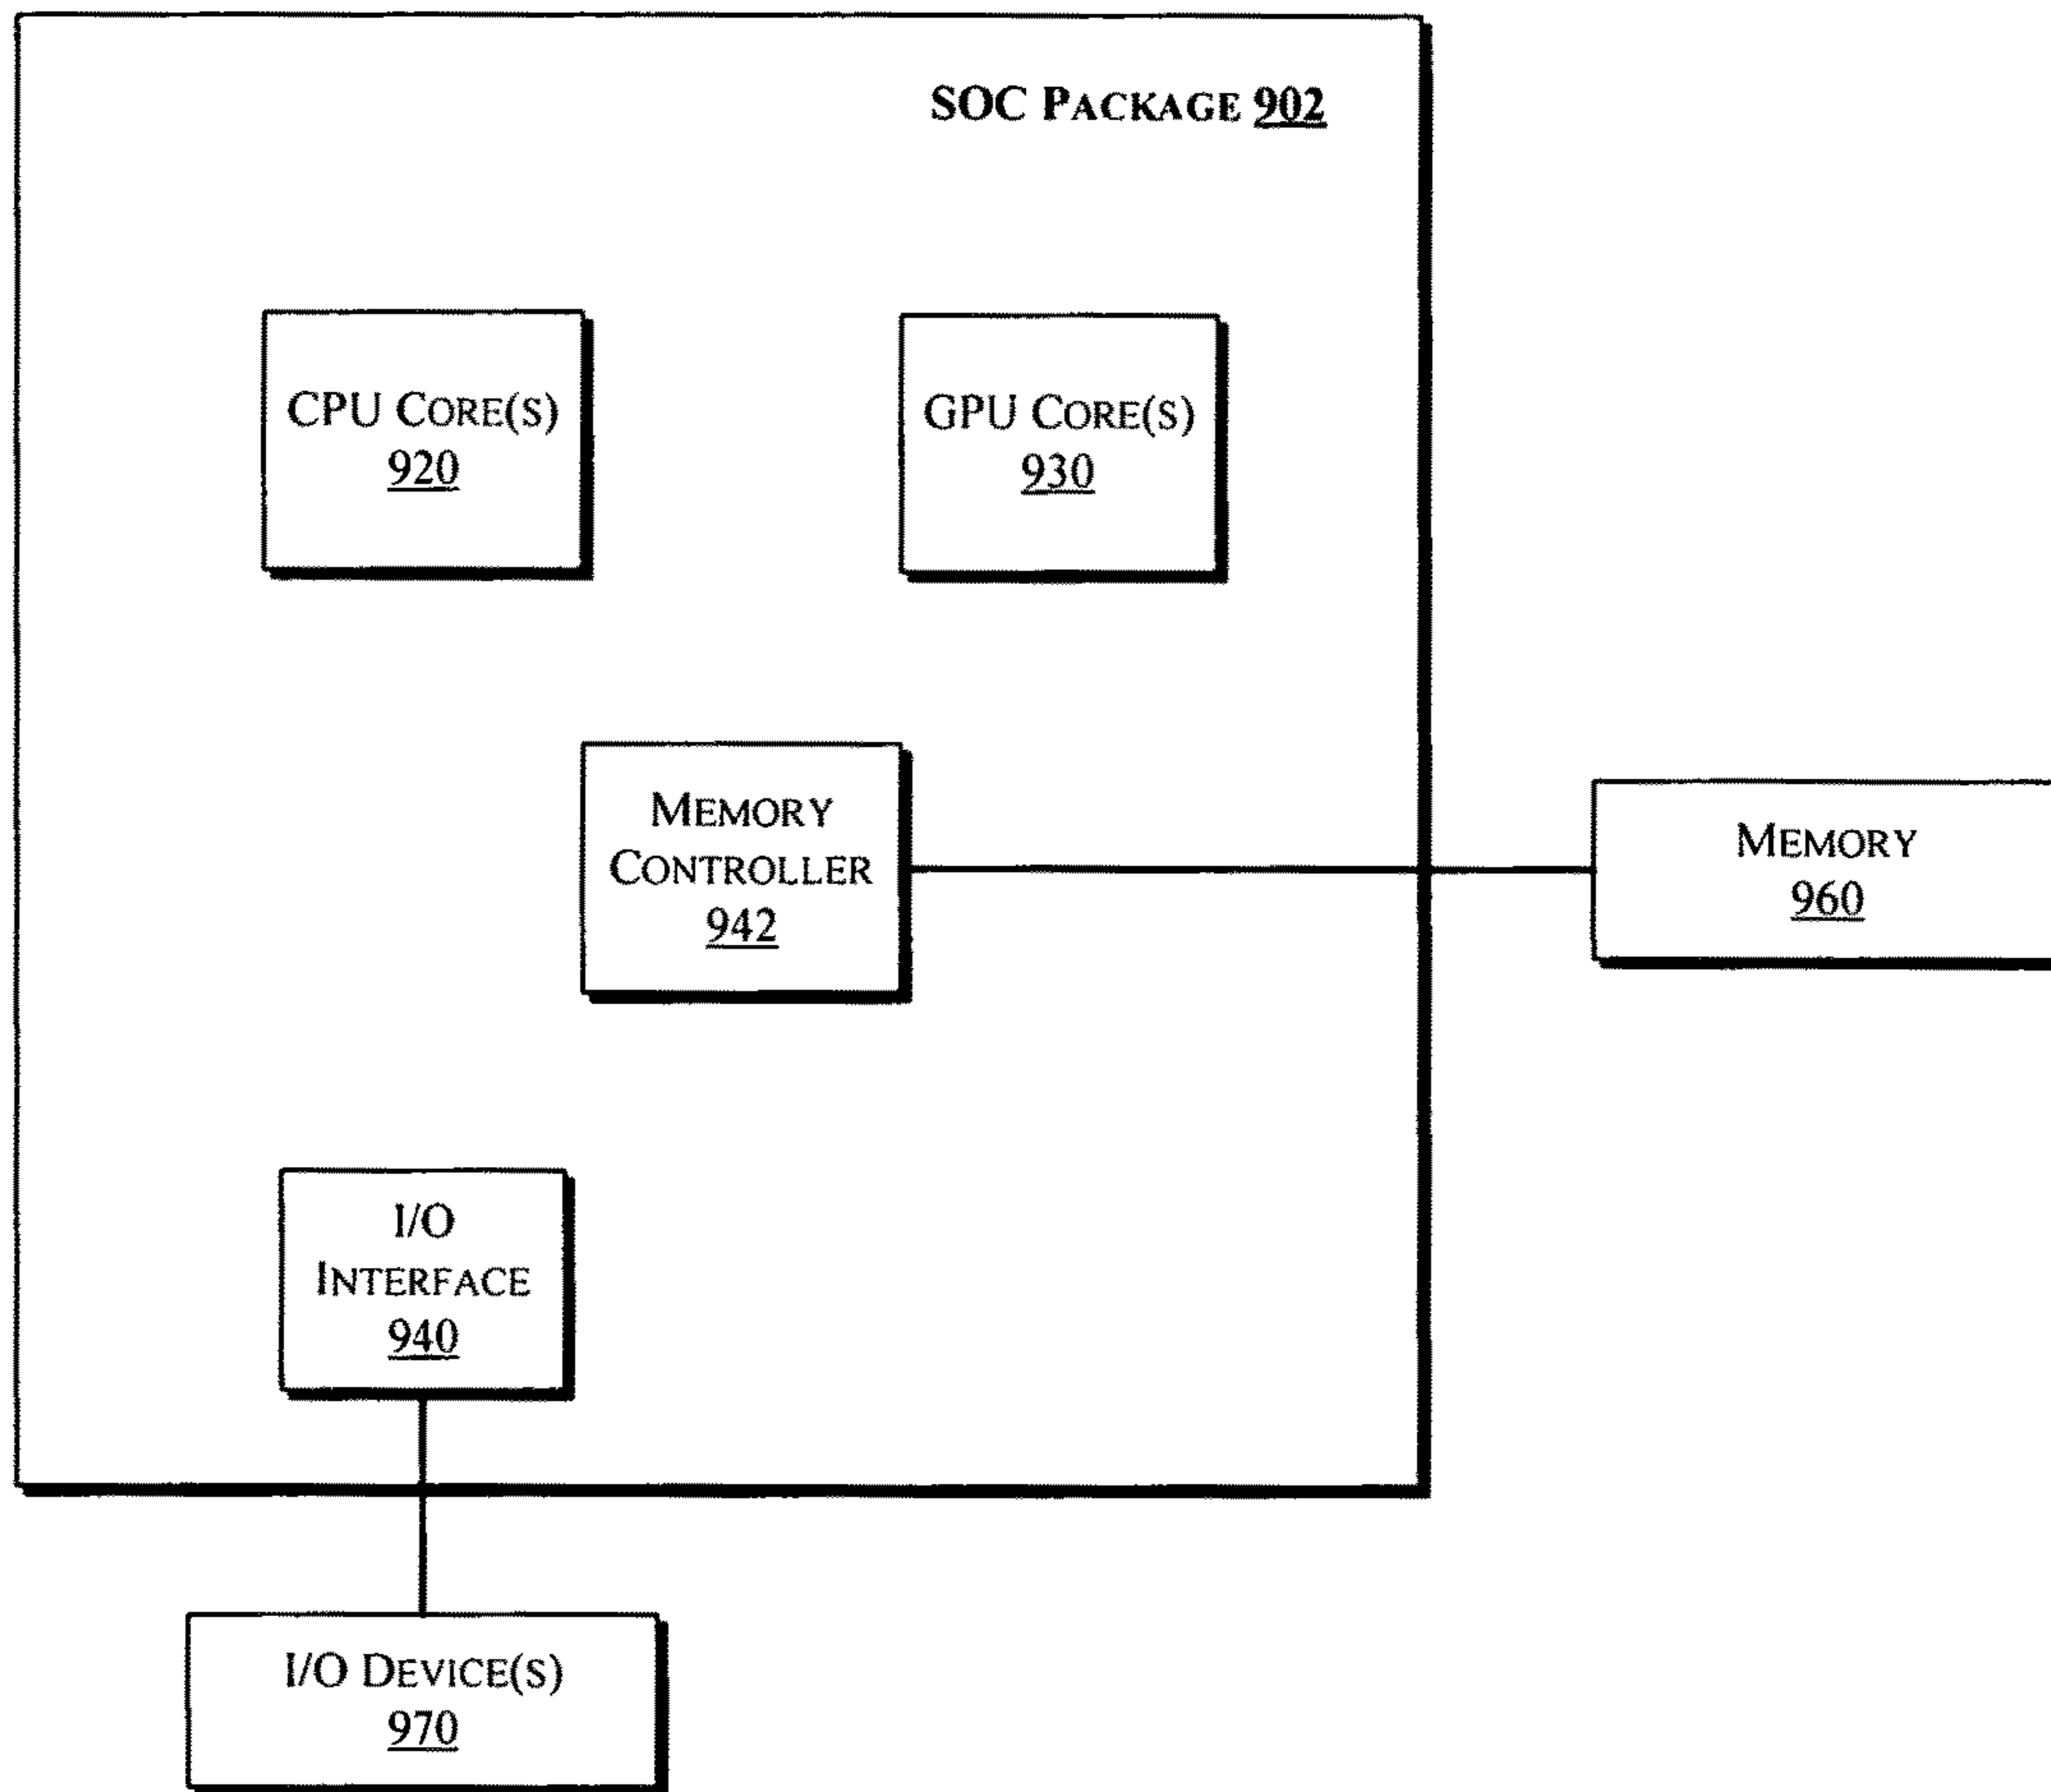 SOC PACKAGE 902
CPU CORE(S)
920
GPU CORE(S)
930
MEMORY
CONTROLLER
942
MEMORY
960
I/O
INTERFACE
940
I/O DEVICE(S)
970